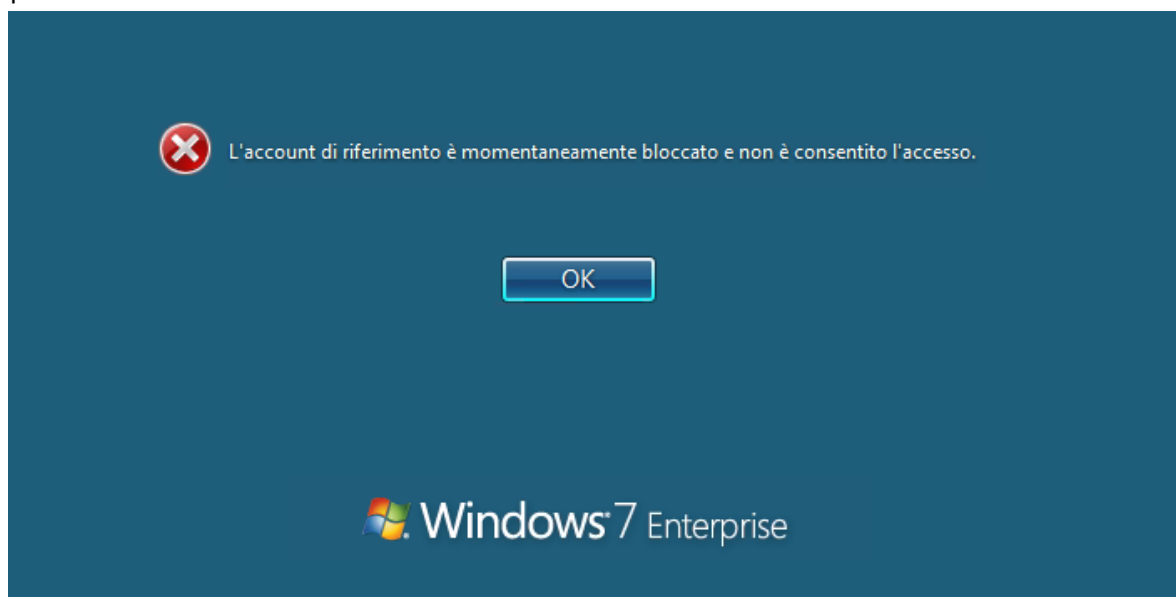 L'account di riferimento è momentaneamente bloccato e non è consentito l'accesso.
OK
Windows 7 Enterprise